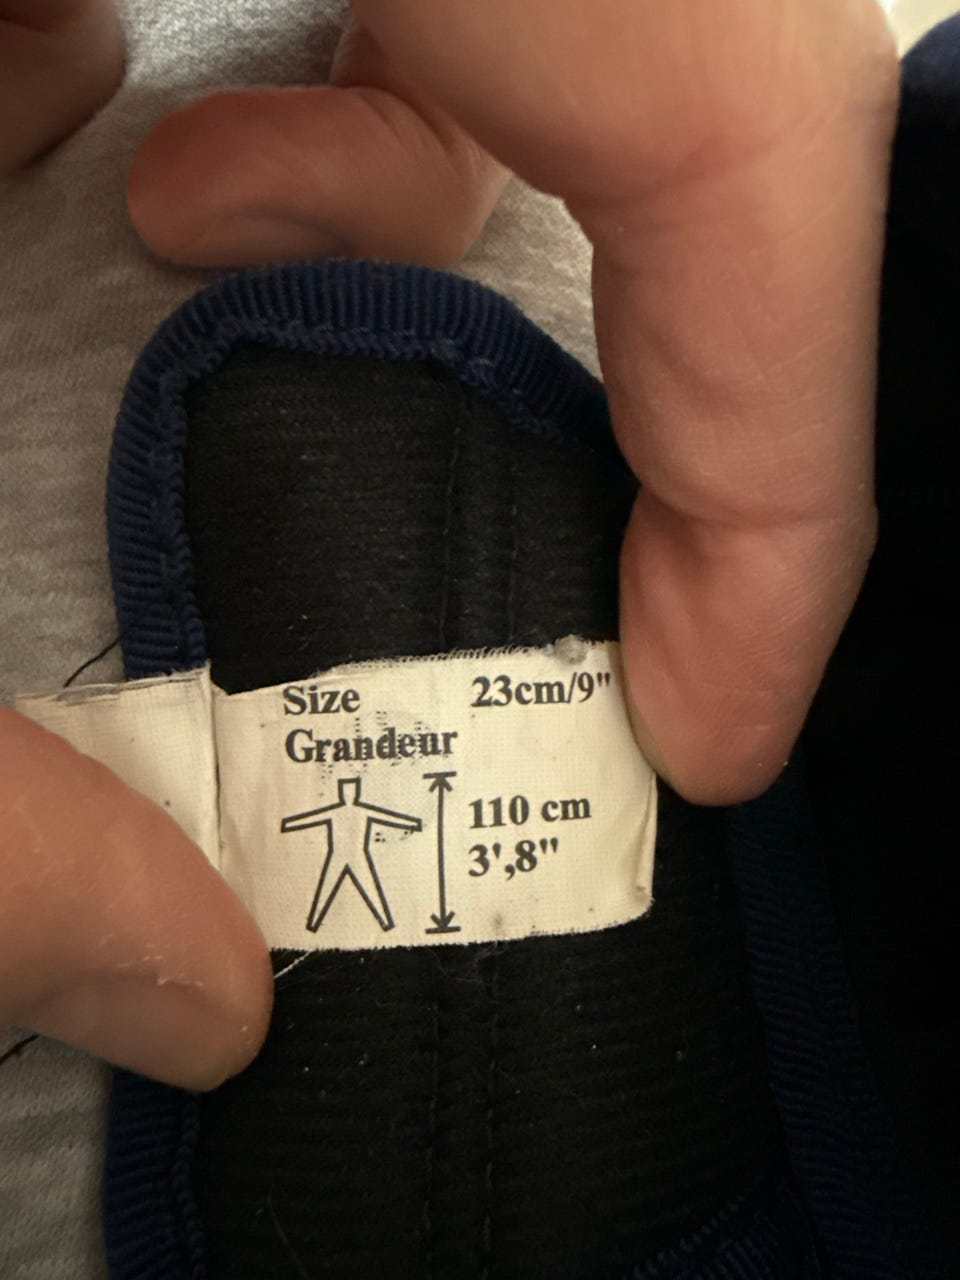 Size 23cm/9"
Grandeur
110 cm
3',8"